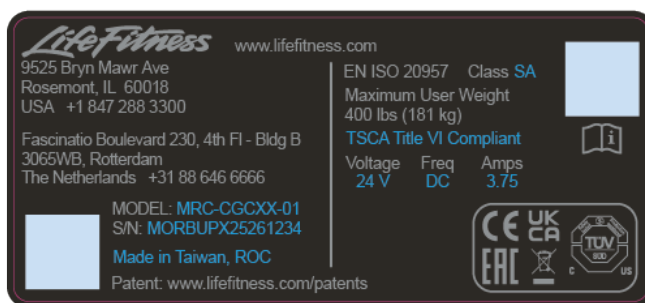 LifeFitness www.lifefitness.com
9525 Bryn Mawr Ave
Rosemont, IL 60018
USA +1 847 288 3300
Fascinatio Boulevard 230, 4th Fl - Bldg B
3065WB, Rotterdam
The Netherlands +31 88 646 6666
MODEL: MRC-CGCXX-01
S/N: MORBUPX25261234
Made in Taiwan, ROC
Patent: www.lifefitness.com/patents
EN ISO 20957 Class SA
Maximum User Weight
400 lbs (181 kg)
TSCA Title VI Compliant
Voltage Freq Amps
24 V DC 3.75
CE UK CA
EAC
TÜV
SÜD
C US